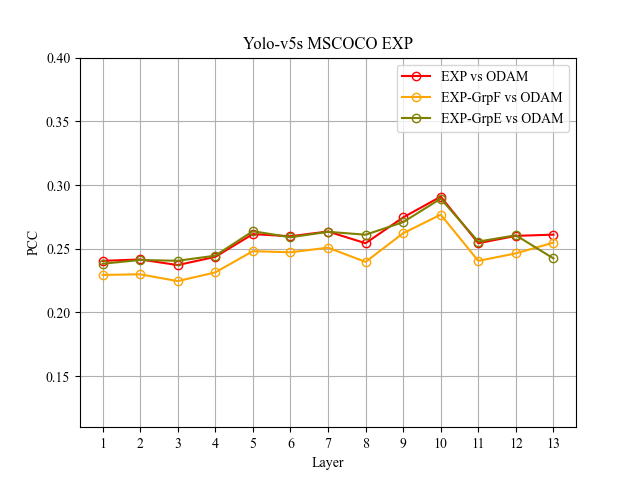 Yolo-v5s MSCOCO EXP
EXP vs ODAM
EXP-GrpF vs ODAM
EXP-GrpE vs ODAM
0.40
0.35
0.30
0.25
0.20
0.15
PCC
1 2 3 4 5 6 7 8 9 10 11 12 13
Layer